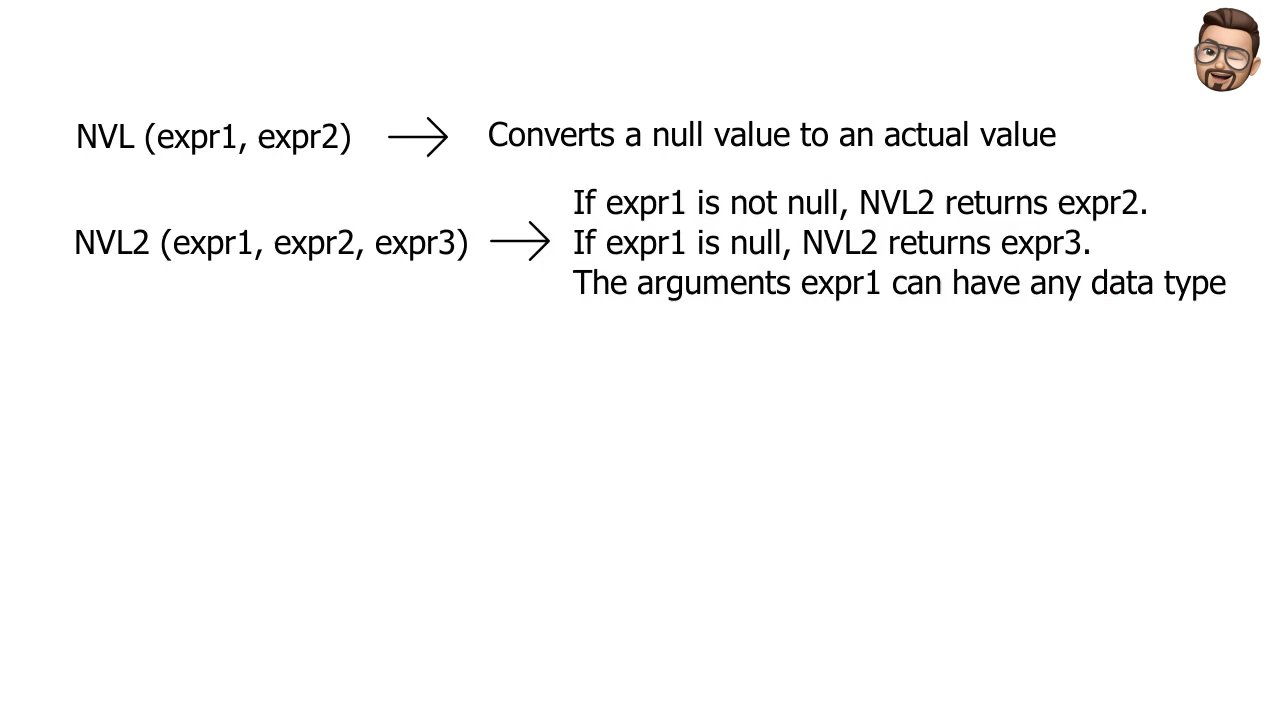 NVL (expr1, expr2) → Converts a null value to an actual value
If expr1 is not null, NVL2 returns expr2.
NVL2 (expr1, expr2, expr3) → If expr1 is null, NVL2 returns expr3.
The arguments expr1 can have any data type